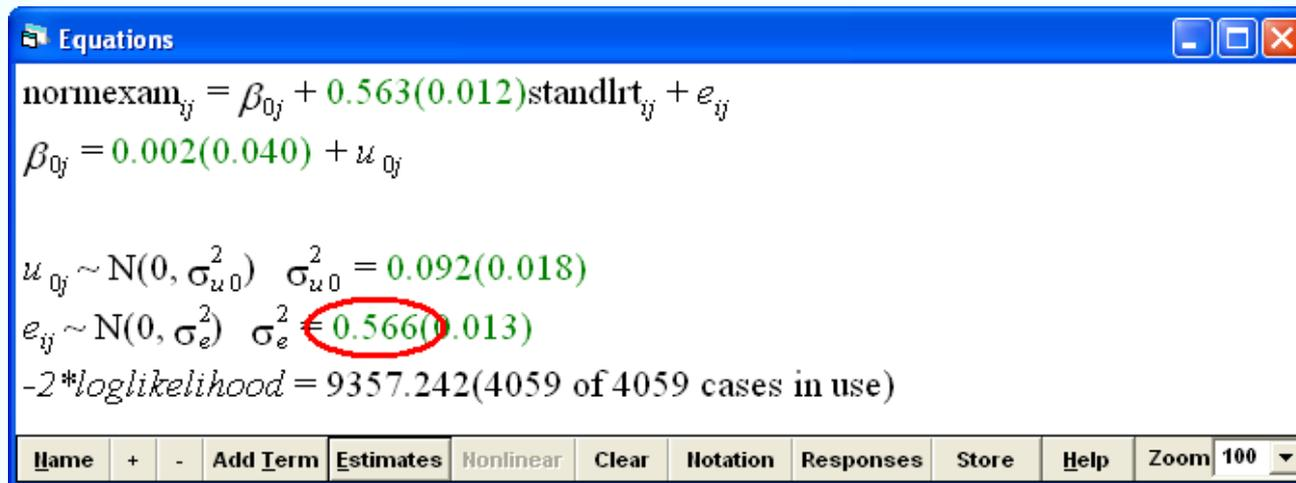 Equations
normexam_ij = β_0j + 0.563(0.012)standlrt_ij + e_ij
β_0j = 0.002(0.040) + u_0j
u_0j ~ N(0, σ²_u0) σ²_u0 = 0.092(0.018)
e_ij ~ N(0, σ²_e) σ²_e = 0.566(0.013)
-2*loglikelihood = 9357.242(4059 of 4059 cases in use)
Name + - Add Term Estimates Nonlinear Clear Notation Responses Store Help Zoom 100